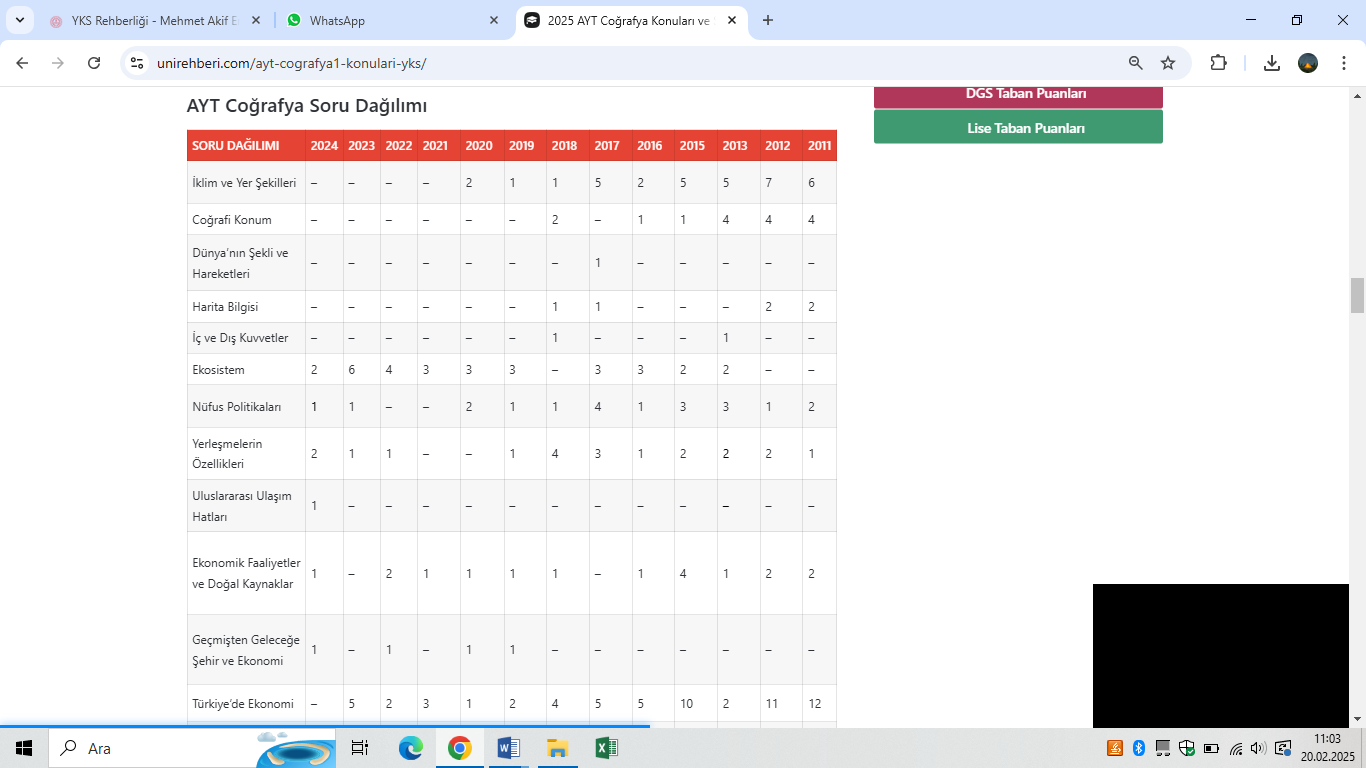 YKS Rehberliği - Mehmet Akif E
WhatsApp
2025 AYT Coğrafya Konuları ve
unirehberi.com/ayt-cografya1-konulari-yks/
AYT Coğrafya Soru Dağılımı
DGS Taban Puanları
Lise Taban Puanları
SORU DAĞILIMI 2024 2023 2022 2021 2020 2019 2018 2017 2016 2015 2013 2012 2011
İklim ve Yer Şekilleri – – – – 2 1 1 5 2 5 5 7 6
Coğrafi Konum – – – – – – 2 – 1 1 4 4 4
Dünya’nın Şekli ve
Hareketleri – – – – – – – 1 – – – – –
Harita Bilgisi – – – – – – 1 1 – – – 2 2
İç ve Dış Kuvvetler – – – – – – 1 – – – 1 – –
Ekosistem 2 6 4 3 3 3 – 3 3 2 2 – –
Nüfus Politikaları 1 1 – – 2 1 1 4 1 3 3 1 2
Yerleşmelerin
Özellikleri 2 1 1 – – 1 4 3 1 2 2 2 1
Uluslararası Ulaşım
Hatları 1 – – – – – – – – – – – –
Ekonomik Faaliyetler
ve Doğal Kaynaklar 1 – 2 1 1 1 1 – 1 4 1 2 2
Geçmişten Geleceğe
Şehir ve Ekonomi 1 – 1 – 1 1 – – – – – – –
Türkiye’de Ekonomi – 5 2 3 1 2 4 5 5 10 2 11 12
Ara
11:03
20.02.2025